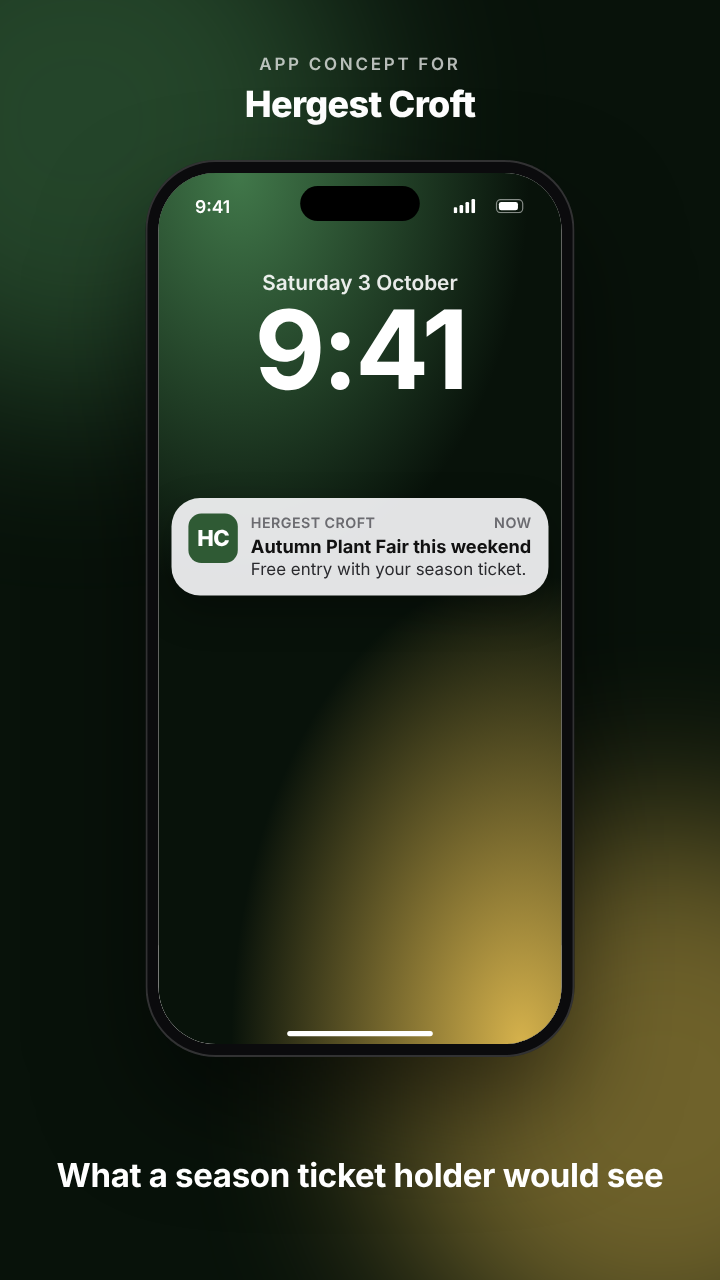 APP CONCEPT FOR
Hergest Croft
9:41
Saturday 3 October
9:41
HC
HERGEST CROFT NOW
Autumn Plant Fair this weekend
Free entry with your season ticket.
What a season ticket holder would see